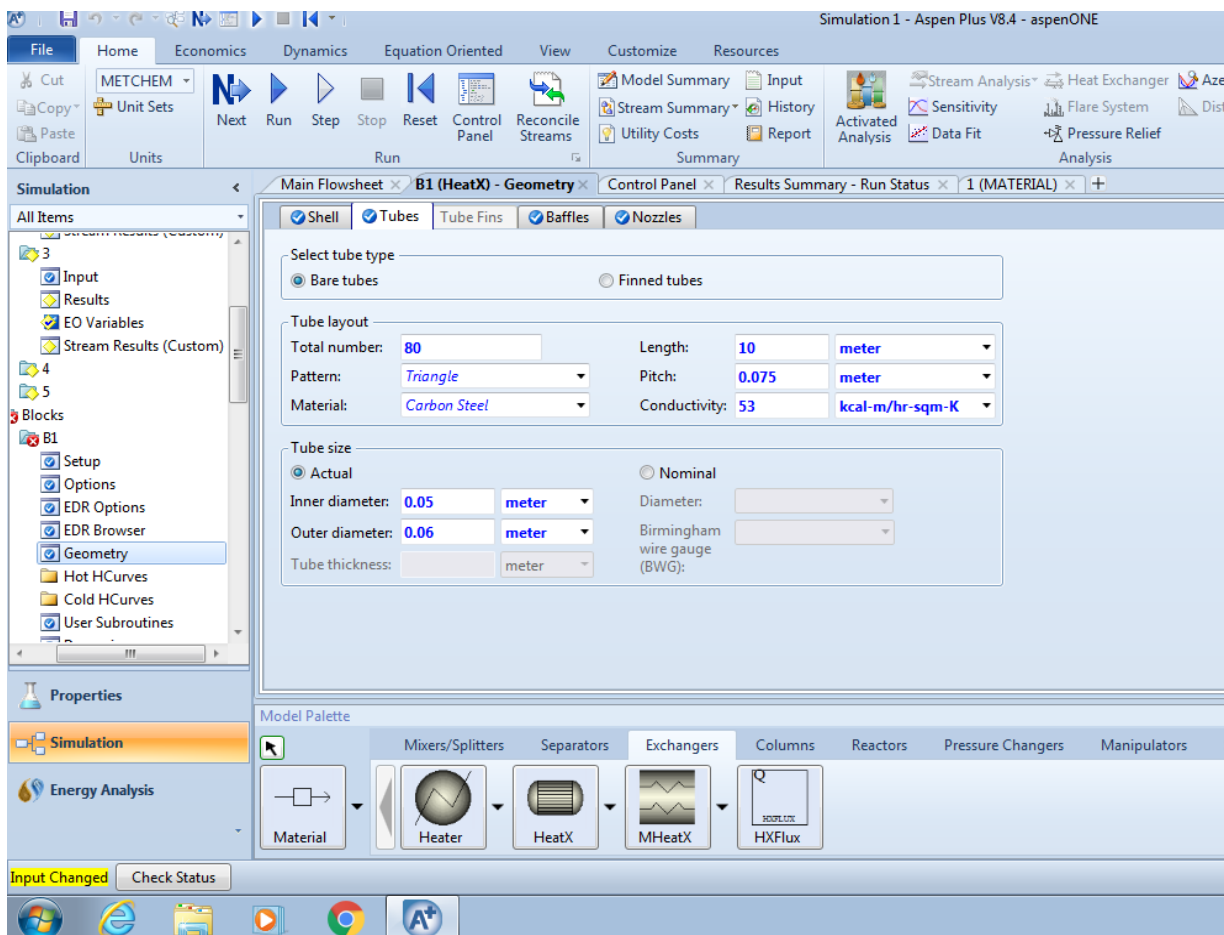 Simulation 1 - Aspen Plus V8.4 - aspenONE
File Home Economics Dynamics Equation Oriented View Customize Resources
Cut METCHEM Model Summary Input Stream Analysis Heat Exchanger Aze
Copy Unit Sets Next Run Step Stop Reset Control Panel Reconcile Streams Stream Summary History Activated Analysis Sensitivity Flare System Dist
Paste Utility Costs Report Data Fit Pressure Relief
Clipboard Units Run Summary Analysis
Simulation < Main Flowsheet B1 (HeatX) - Geometry Control Panel Results Summary - Run Status 1 (MATERIAL) +
All Items
Shell Tubes Tube Fins Baffles Nozzles
Stream Results (Custom)
3
Input
Results
EO Variables
Stream Results (Custom)
4
5
Blocks
B1
Setup
Options
EDR Options
EDR Browser
Geometry
Hot HCurves
Cold HCurves
User Subroutines
Select tube type
Bare tubes Finned tubes
Tube layout
Total number: 80 Length: 10 meter
Pattern: Triangle Pitch: 0.075 meter
Material: Carbon Steel Conductivity: 53 kcal-m/hr-sqm-K
Tube size
Actual Nominal
Inner diameter: 0.05 meter Diameter:
Outer diameter: 0.06 meter Birmingham
wire gauge
Tube thickness: meter (BWG):
Properties
Simulation
Energy Analysis
Model Palette
Mixers/Splitters Separators Exchangers Columns Reactors Pressure Changers Manipulators
Q
HXFLUX
Material Heater HeatX MHeatX HXFlux
Input Changed Check Status